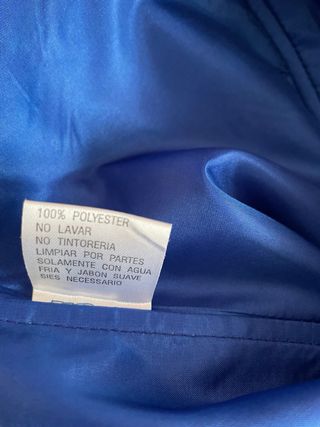 100% POLYESTER
NO LAVAR
NO TINTORERIA
LIMPIAR POR PARTES
SOLAMENTE CON AGUA
FRIA Y JABON SUAVE
SIES NECESSARIO